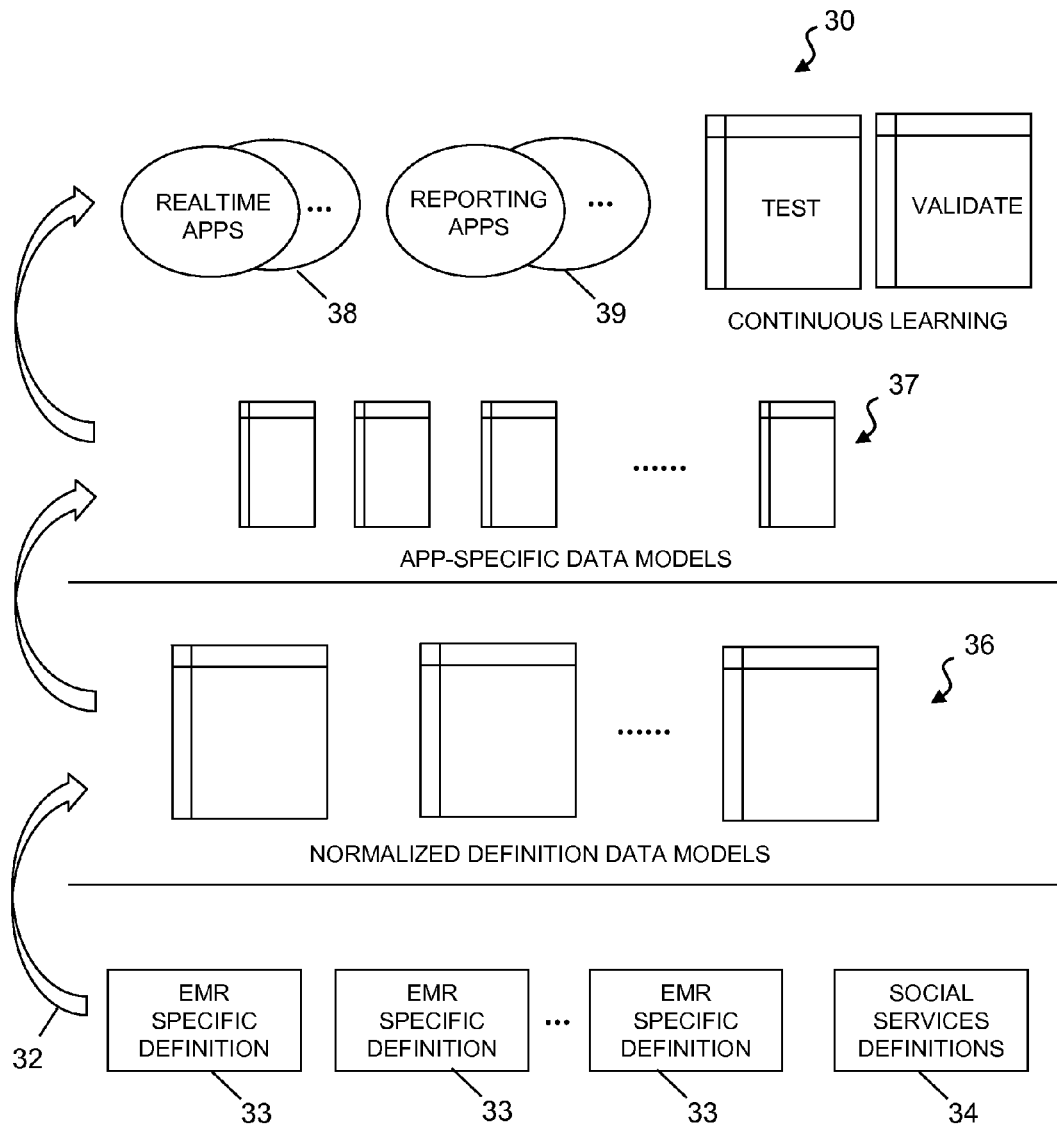 30
REALTIME
APPS
...
REPORTING
APPS
...
TEST
VALIDATE
38
39
CONTINUOUS LEARNING
37
......
APP-SPECIFIC DATA MODELS
36
......
NORMALIZED DEFINITION DATA MODELS
EMR
SPECIFIC
DEFINITION
EMR
SPECIFIC
DEFINITION
...
EMR
SPECIFIC
DEFINITION
SOCIAL
SERVICES
DEFINITIONS
32
33
33
33
34